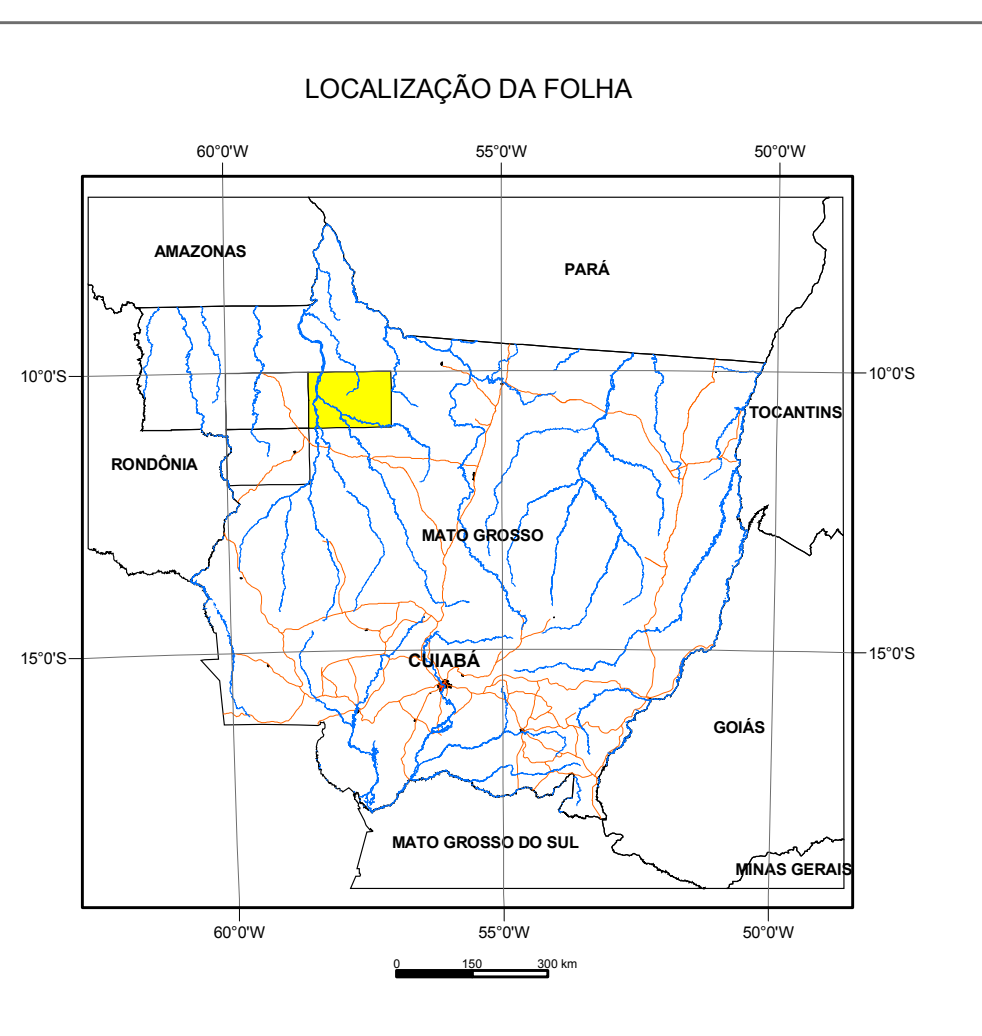 LOCALIZAÇÃO DA FOLHA
60°0'W 55°0'W 50°0'W
AMAZONAS
PARÁ
10°0'S 10°0'S
TOCANTINS
RONDÔNIA
MATO GROSSO
15°0'S CUIABÁ 15°0'S
GOIÁS
MATO GROSSO DO SUL
MINAS GERAIS
60°0'W 55°0'W 50°0'W
0 150 300 km